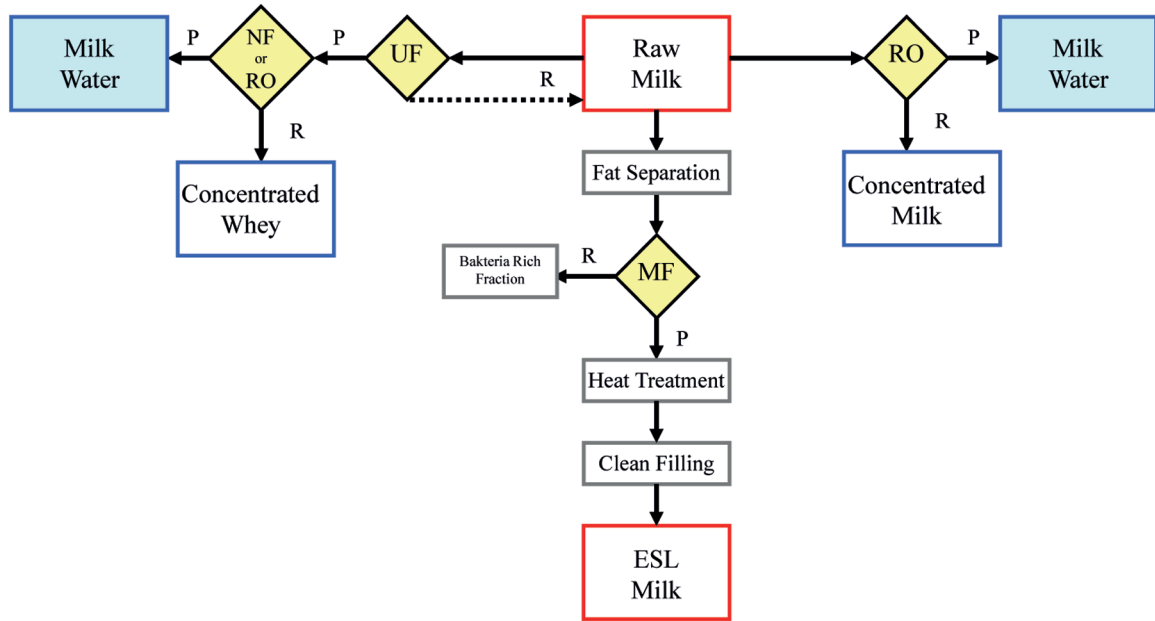 Milk
Water
P
NF
or
RO
P
UF
R
Raw
Milk
RO
P
Milk
Water
R
Concentrated
Whey
Fat Separation
R
Concentrated
Milk
Bakteria Rich
Fraction
R
MF
P
Heat Treatment
Clean Filling
ESL
Milk